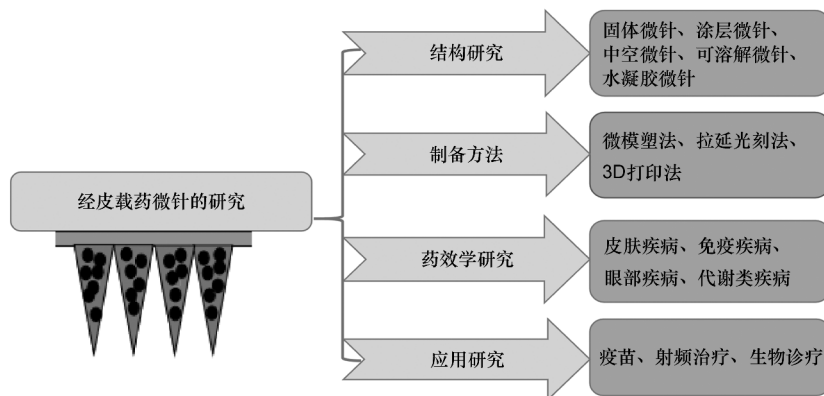 经皮载药微针的研究
结构研究
固体微针、涂层微针、
中空微针、可溶解微针、
水凝胶微针
制备方法
微模塑法、拉延光刻法、
3D打印法
药效学研究
皮肤疾病、免疫疾病、
眼部疾病、代谢类疾病
应用研究
疫苗、射频治疗、生物诊疗